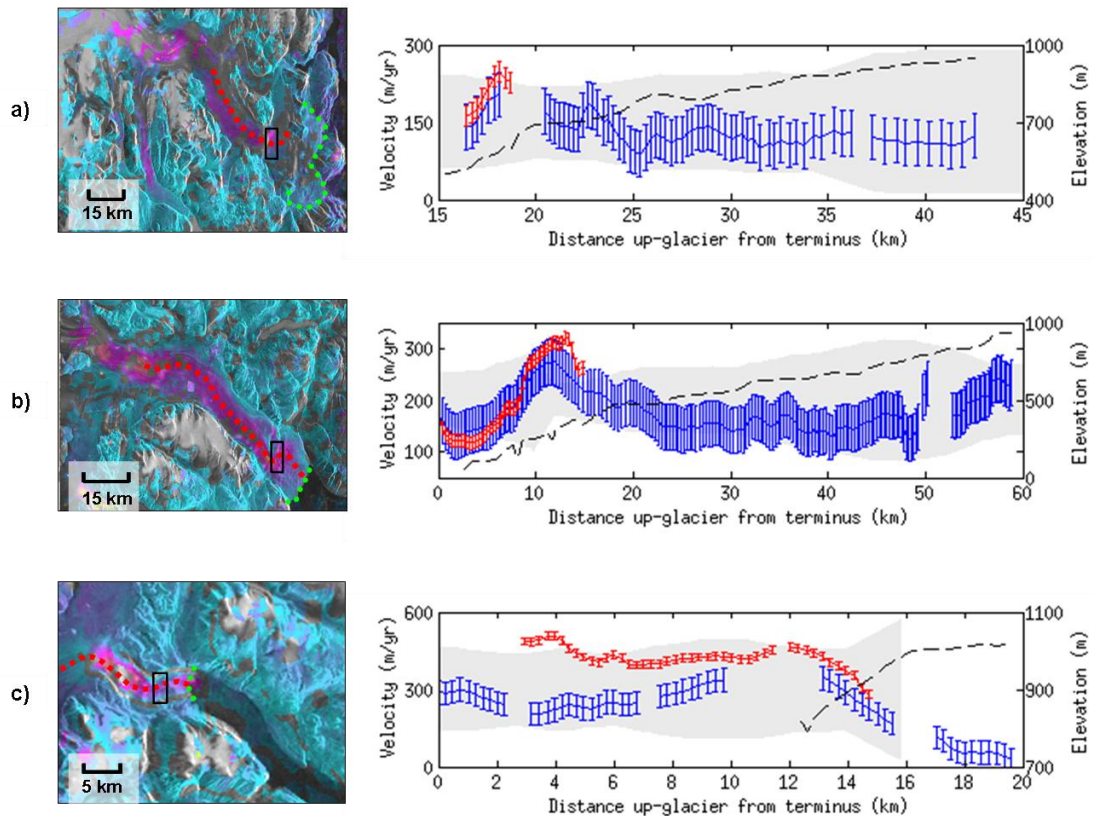 a)
15 km
300
150
0
Velocity (m/yr)
1000
700
400
Elevation (m)
15 20 25 30 35 40 45
Distance up-glacier from terminus (km)
b)
15 km
300
200
100
Velocity (m/yr)
1000
500
0
Elevation (m)
0 10 20 30 40 50 60
Distance up-glacier from terminus (km)
c)
5 km
600
300
0
Velocity (m/yr)
1100
900
700
Elevation (m)
0 2 4 6 8 10 12 14 16 18 20
Distance up-glacier from terminus (km)